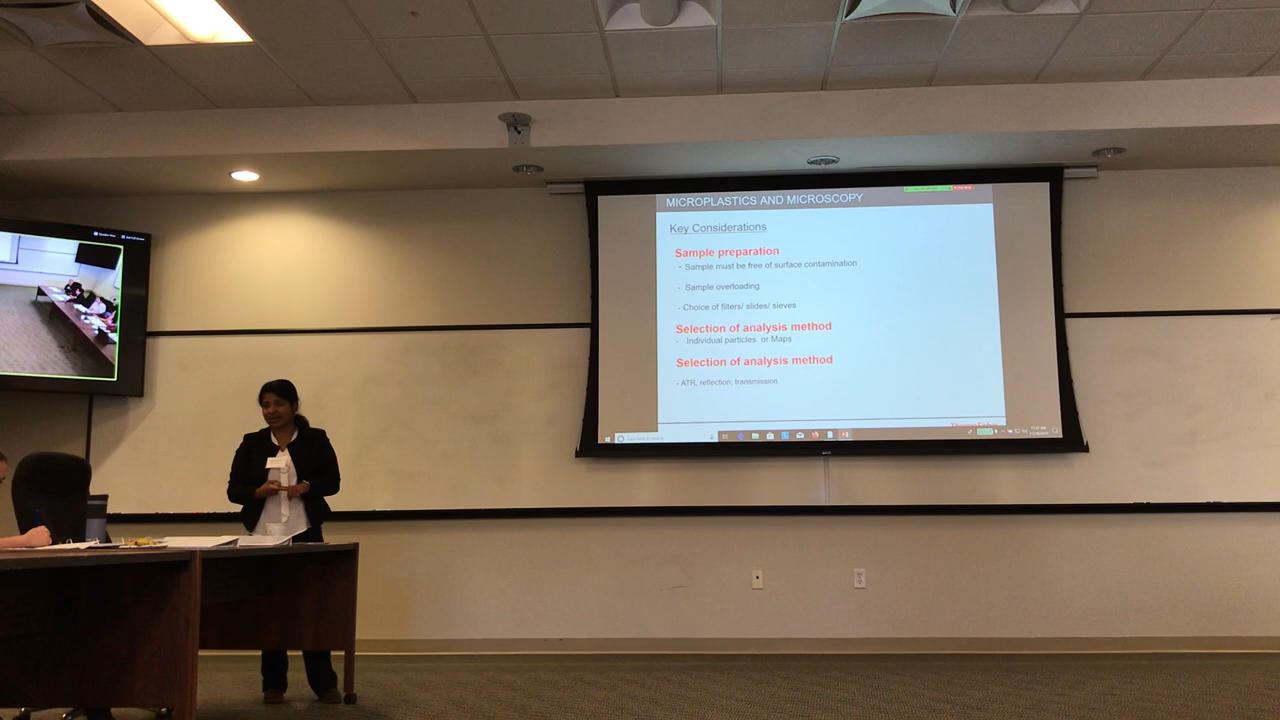 MICROPLASTICS AND MICROSCOPY
Key Considerations
Sample preparation
- Sample must be free of surface contamination
- Sample overloading
- Choice of filters/ slides/ sieves
Selection of analysis method
- Individual particles or Maps
Selection of analysis method
- ATR, reflection, transmission